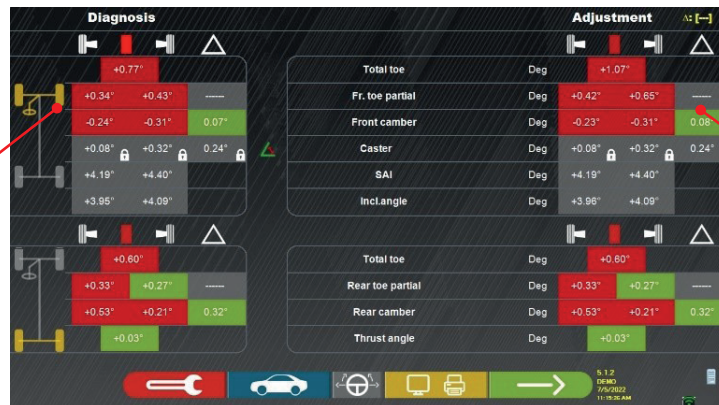 Diagnosis Adjustment Δ: [---]
+0.77° Total toe Deg +1.07°
+0.34° +0.43° ------ Fr. toe partial Deg +0.42° +0.65° ------
-0.24° -0.31° 0.07° Front camber Deg -0.23° -0.31° 0.08
+0.08° +0.32° 0.24° Caster Deg +0.08° +0.32° 0.24°
+4.19° +4.40° SAI Deg +4.19° +4.40°
+3.95° +4.09° Incl.angle Deg +3.96° +4.09°
+0.60° Total toe Deg +0.60°
+0.33° +0.27° ------ Rear toe partial Deg +0.33° +0.27° ------
+0.53° +0.21° 0.32° Rear camber Deg +0.53° +0.21° 0.32°
+0.03° Thrust angle Deg +0.03°
5.1.2
DEMO
7/5/2022
11:19:26 AM